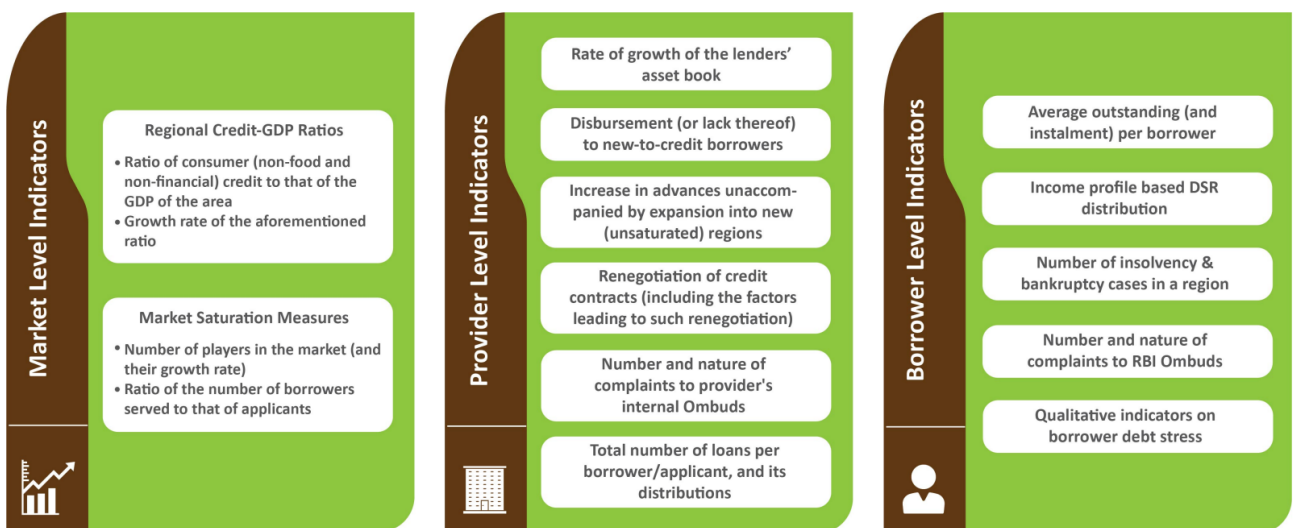 Market Level Indicators
Regional Credit-GDP Ratios
• Ratio of consumer (non-food and
non-financial) credit to that of the
GDP of the area
• Growth rate of the aforementioned
ratio
Market Saturation Measures
• Number of players in the market (and
their growth rate)
• Ratio of the number of borrowers
served to that of applicants
Provider Level Indicators
Rate of growth of the lenders’
asset book
Disbursement (or lack thereof)
to new-to-credit borrowers
Increase in advances unaccom-
panied by expansion into new
(unsaturated) regions
Renegotiation of credit
contracts (including the factors
leading to such renegotiation)
Number and nature of
complaints to provider's
internal Ombuds
Total number of loans per
borrower/applicant, and its
distributions
Borrower Level Indicators
Average outstanding (and
instalment) per borrower
Income profile based DSR
distribution
Number of insolvency &
bankruptcy cases in a region
Number and nature of
complaints to RBI Ombuds
Qualitative indicators on
borrower debt stress